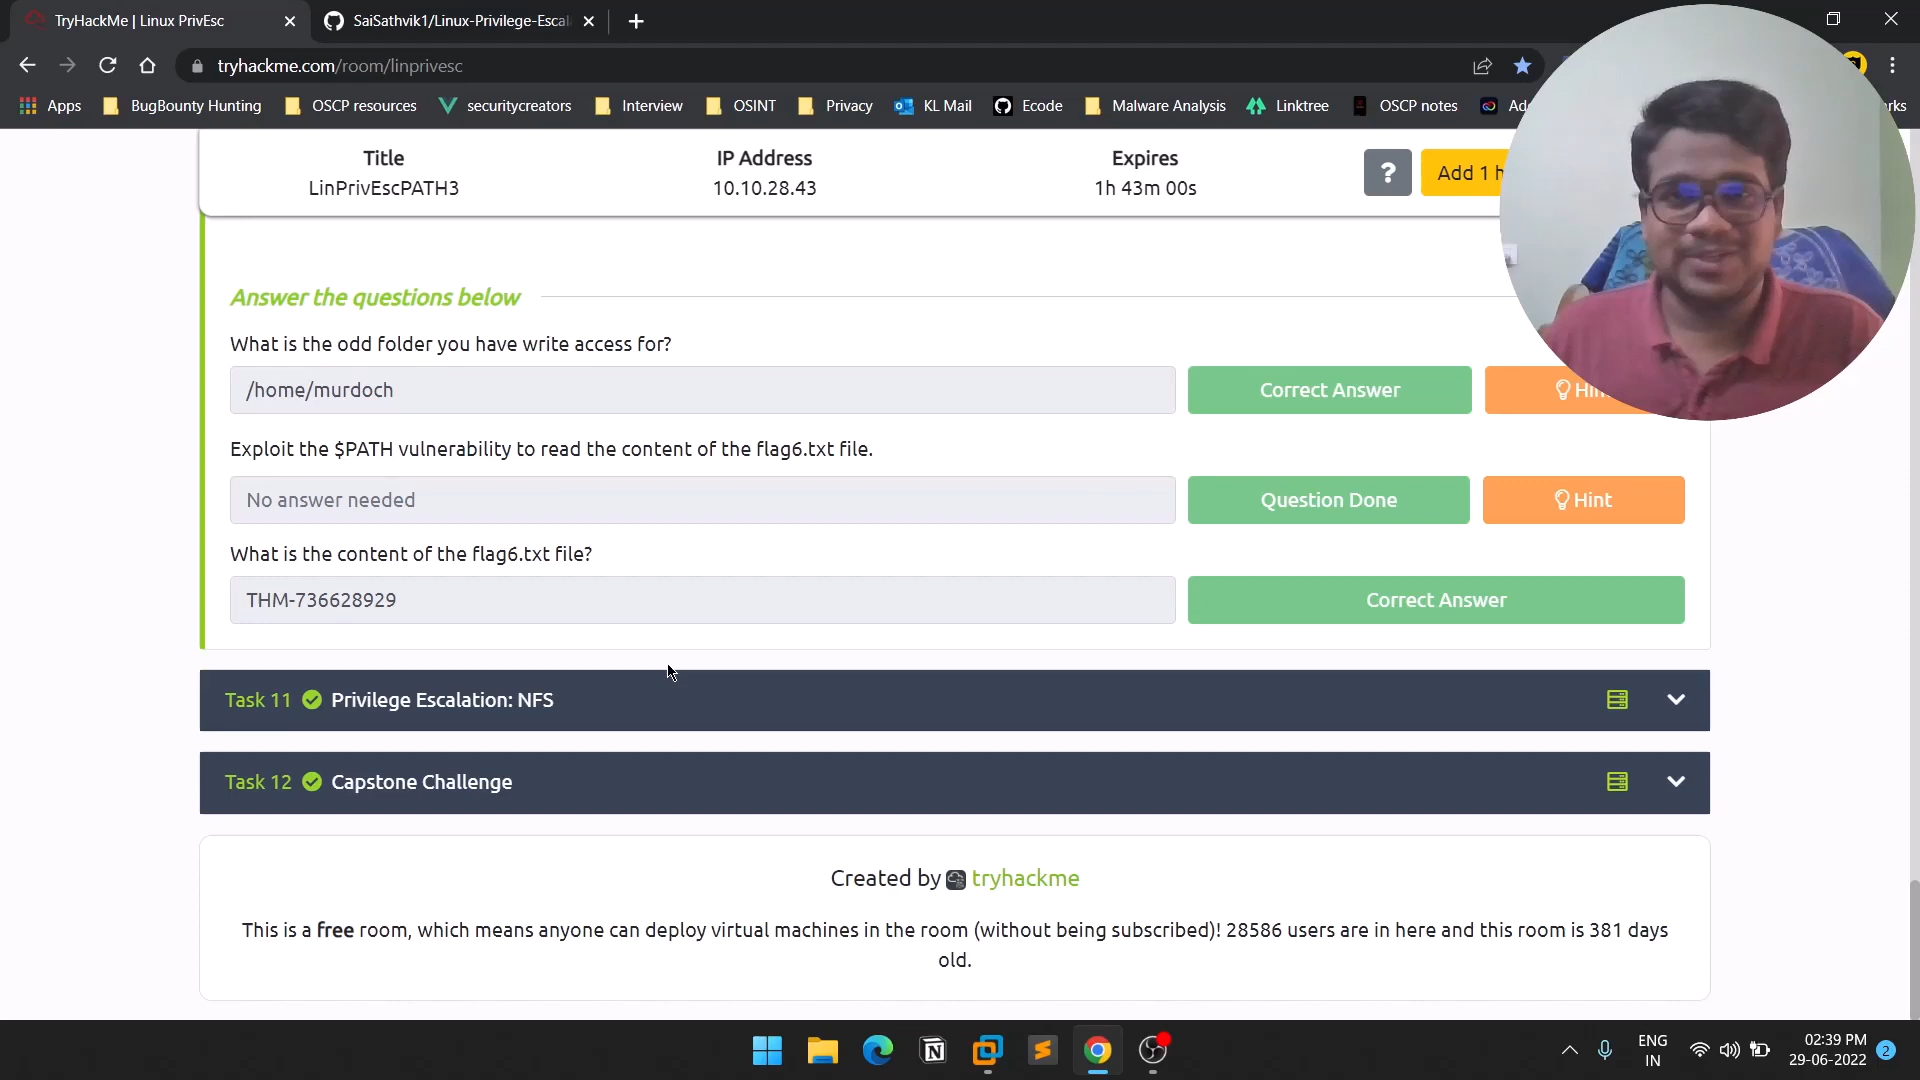 TryHackMe | Linux PrivEsc
SaiSathvik1/Linux-Privilege-Escal
tryhackme.com/room/linprivesc
Apps
BugBounty Hunting
OSCP resources
securitycreators
Interview
OSINT
Privacy
KL Mail
Ecode
Malware Analysis
Linktree
OSCP notes
Title
IP Address
Expires
LinPrivEscPATH3
10.10.28.43
1h 43m 00s
?
Add 1 h
Answer the questions below
What is the odd folder you have write access for?
/home/murdoch
Correct Answer
Exploit the $PATH vulnerability to read the content of the flag6.txt file.
No answer needed
Question Done
Hint
What is the content of the flag6.txt file?
THM-736628929
Correct Answer
Task 11
Privilege Escalation: NFS
Task 12
Capstone Challenge
Created by tryhackme
This is a free room, which means anyone can deploy virtual machines in the room (without being subscribed)! 28586 users are in here and this room is 381 days
old.
ENG
IN
02:39 PM
29-06-2022
2